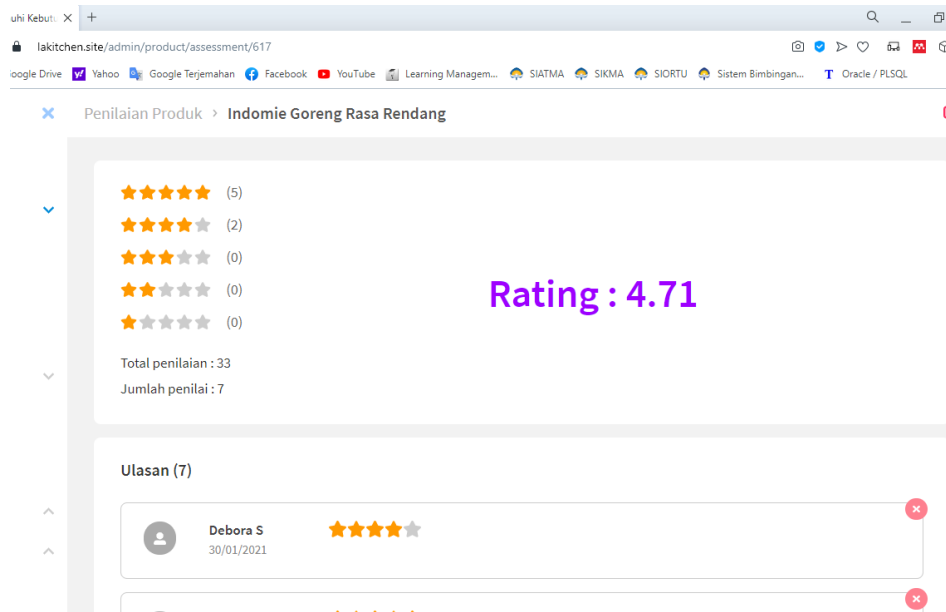 uhi Kebutu
lakitchen.site/admin/product/assessment/617
oogle Drive Yahoo Google Terjemahan Facebook YouTube Learning Managem... SIATMA SIKMA SIORTU Sistem Bimbingan... T Oracle / PLSQL
Penilaian Produk › Indomie Goreng Rasa Rendang
(5)
(2)
(0)
(0)
(0)
Rating : 4.71
Total penilaian : 33
Jumlah penilai : 7
Ulasan (7)
Debora S
30/01/2021